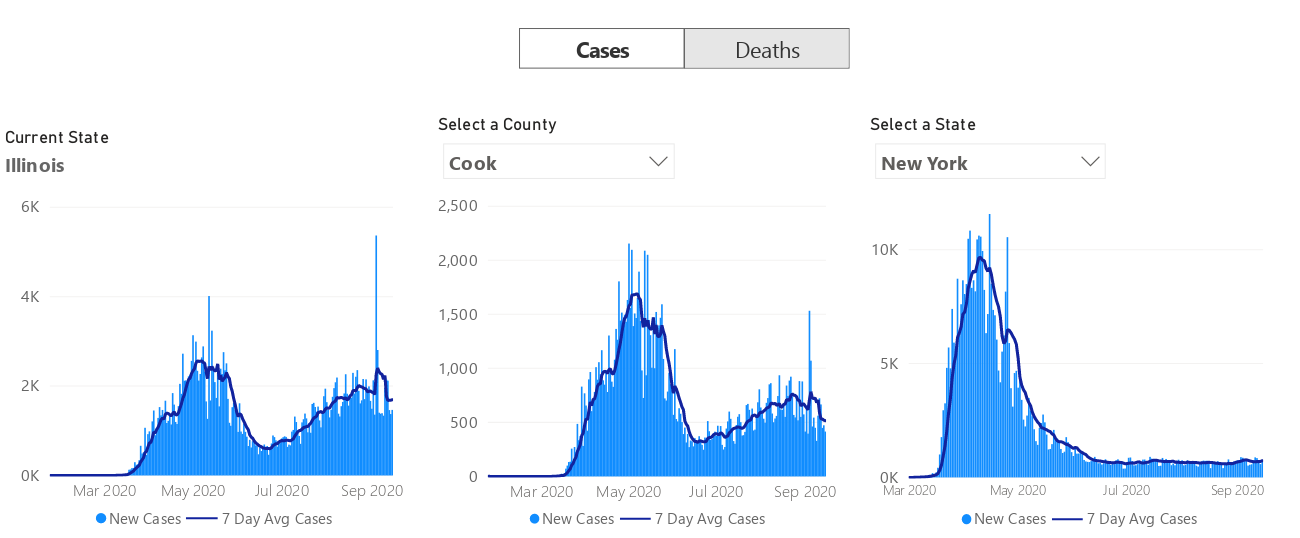 Cases Deaths
Current State
Illinois
6K
4K
2K
0K
Mar 2020 May 2020 Jul 2020 Sep 2020
New Cases 7 Day Avg Cases
Select a County
Cook
2,500
2,000
1,500
1,000
500
0
Mar 2020 May 2020 Jul 2020 Sep 2020
New Cases 7 Day Avg Cases
Select a State
New York
10K
5K
0K
Mar 2020 May 2020 Jul 2020 Sep 2020
New Cases 7 Day Avg Cases